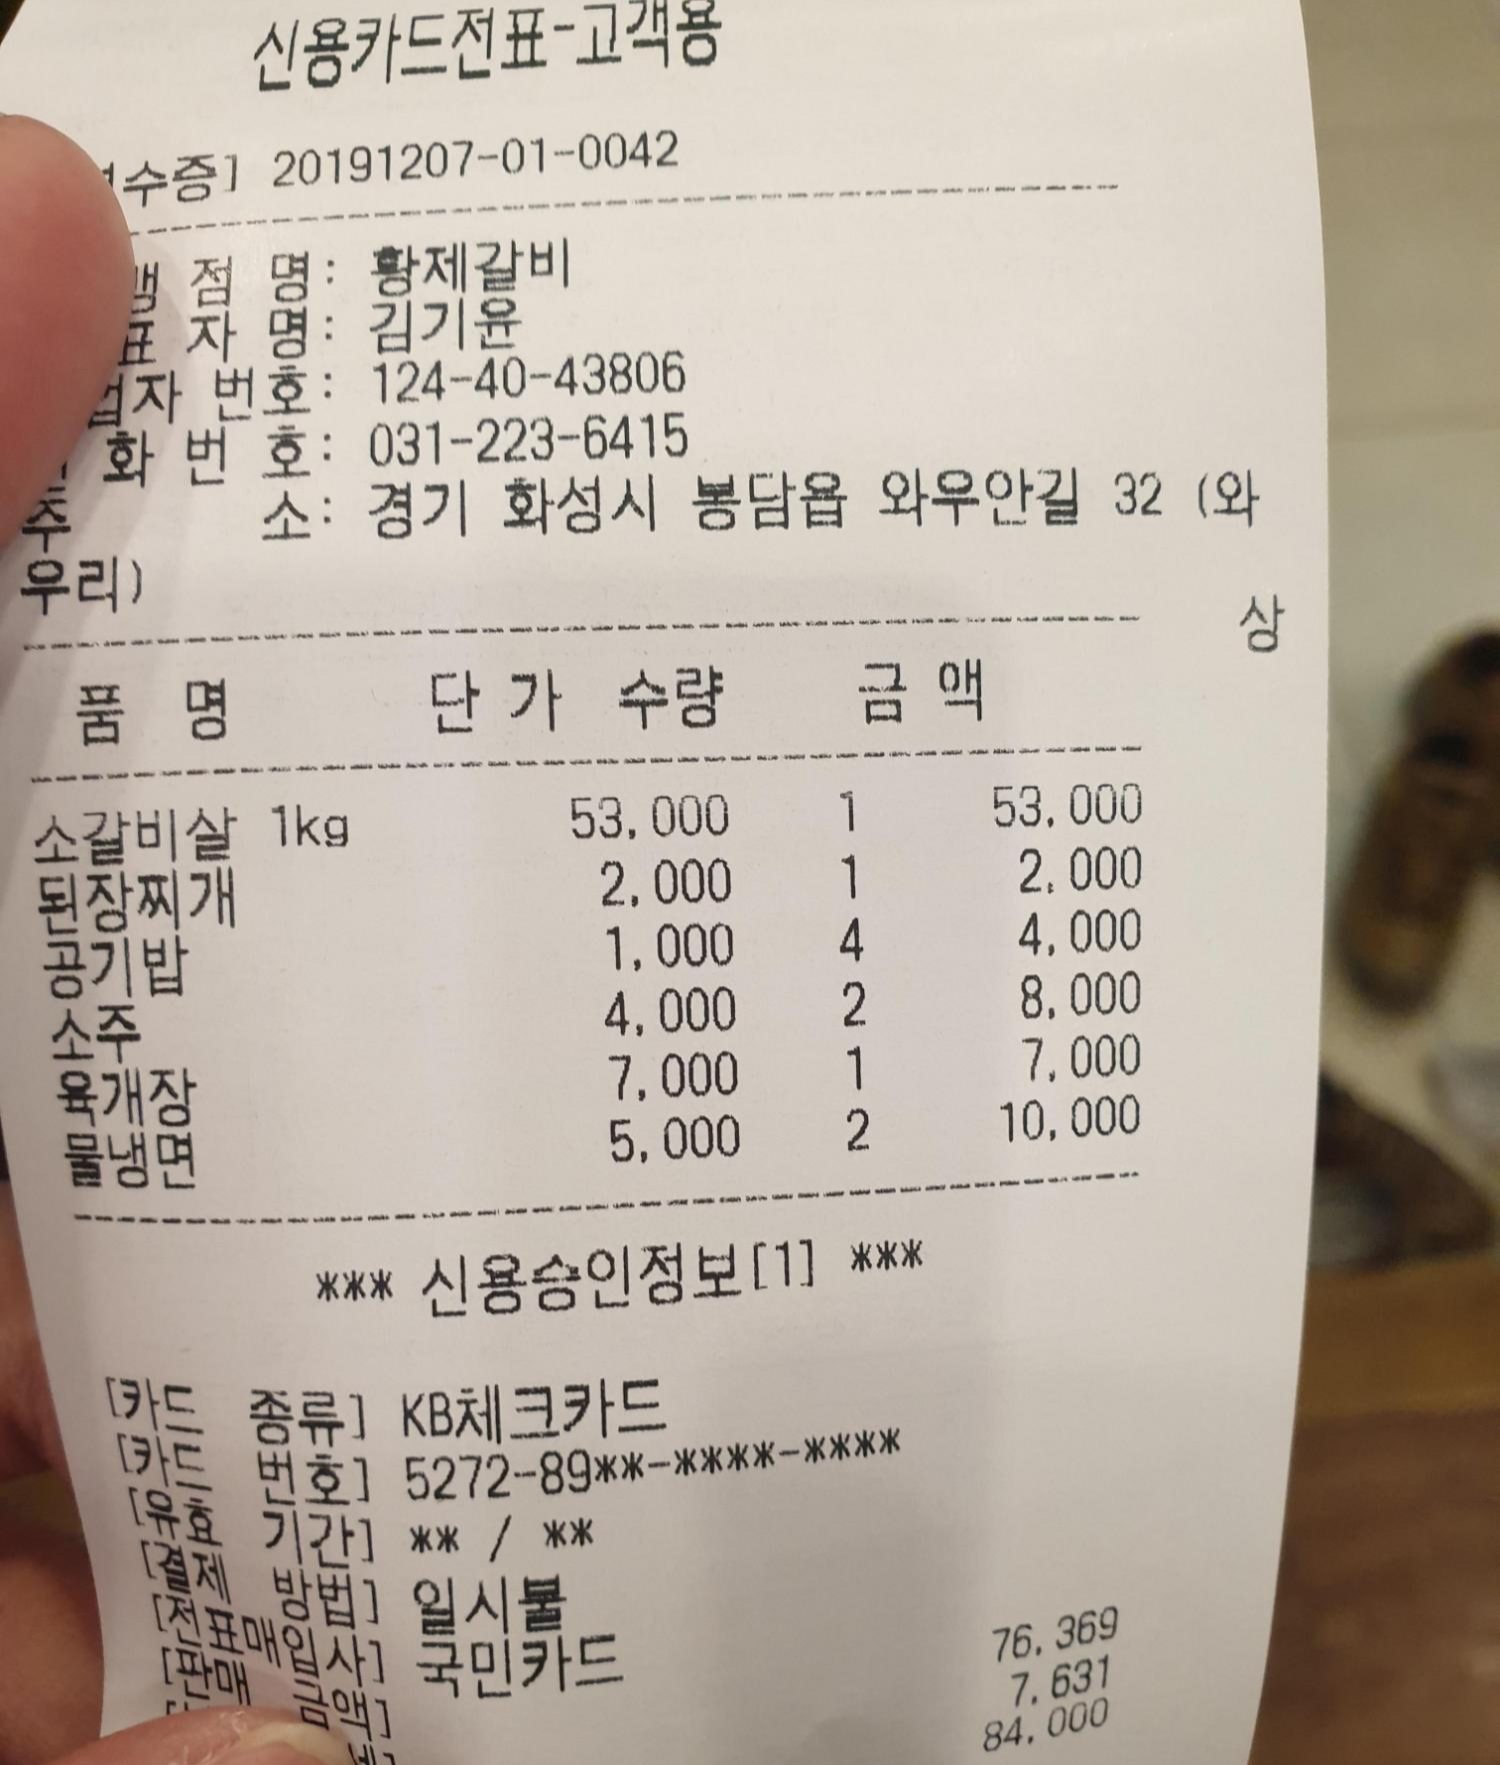 신용카드전표-고객용
수증] 20191207-01-0042
점 명: 황제갈비
표 자 명: 김기윤
업자 번호: 124-40-43806
화 번 호: 031-223-6415
주 소: 경기 화성시 봉담읍 와우안길 32 (와
우리)
상
품 명 단 가 수량 금 액
소갈비살 1kg 53,000 1 53,000
된장찌개 2,000 1 2,000
공기밥 1,000 4 4,000
소주 4,000 2 8,000
육개장 7,000 1 7,000
물냉면 5,000 2 10,000
*** 신용승인정보[1] ***
[카드 종류] KB체크카드
[카드 번호] 5272-89**-****-****
[유효 기간] ** / **
[결제 방법] 일시불
[전표매입사] 국민카드
[판매 금액] 76,369
7,631
84,000